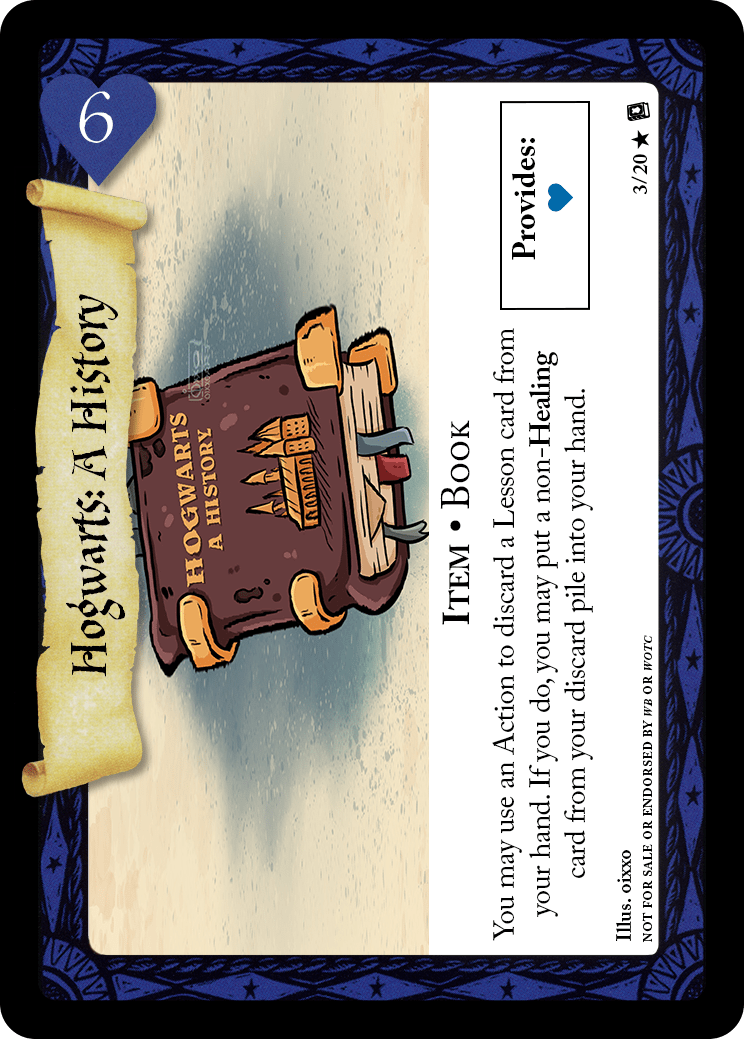 6
Hogwarts: A History
HOGWARTS
A HISTORY
ITEM • BOOK
You may use an Action to discard a Lesson card from
your hand. If you do, you may put a non-Healing
card from your discard pile into your hand.
Provides:
Illus. oixxo
NOT FOR SALE OR ENDORSED BY WB OR WOTC
3/20 ★